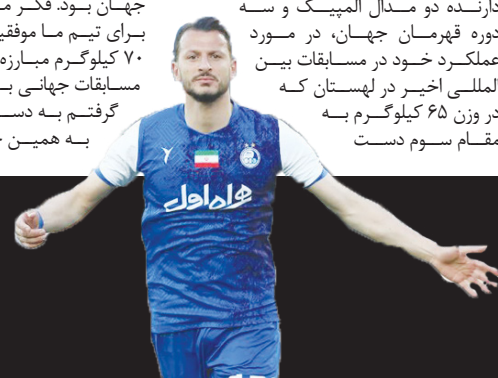 دارنده دو مدال المپیک و سه
دوره قهرمان جهان، در مورد
عملکرد خود در مسابقات بین
المللی اخیر در لهستان که
در وزن ۶۵ کیلوگرم به
مقام سوم دست
جهان بود. فکر
برای تیم ما
۷۰ کیلوگرم مبارزه
مسابقات جهانی
گرفتم به
به همین
همراه اول